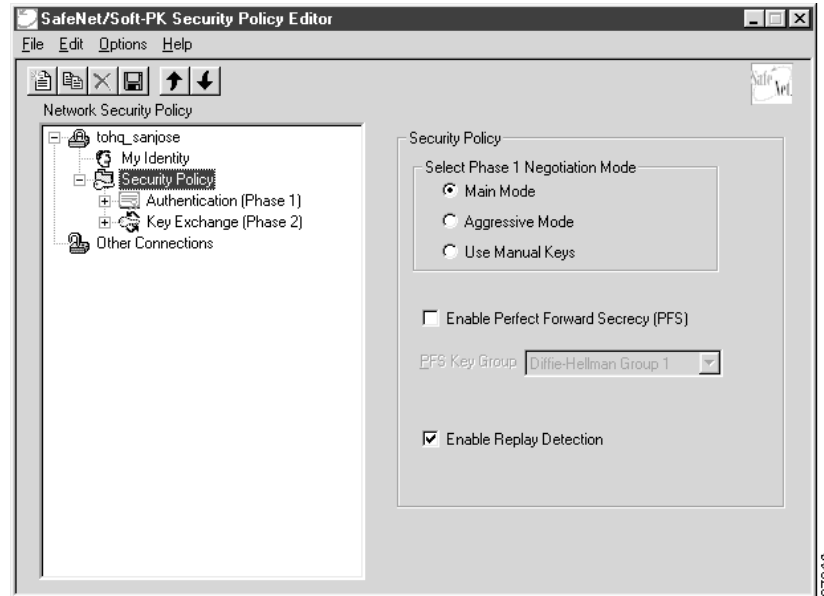 SafeNet/Soft-PK Security Policy Editor
File Edit Options Help
Safe Net
Network Security Policy
tohq_sanjose
My Identity
Security Policy
Authentication (Phase 1)
Key Exchange (Phase 2)
Other Connections
Security Policy
Select Phase 1 Negotiation Mode
Main Mode
Aggressive Mode
Use Manual Keys
Enable Perfect Forward Secrecy (PFS)
PFS Key Group Diffie-Hellman Group 1
Enable Replay Detection